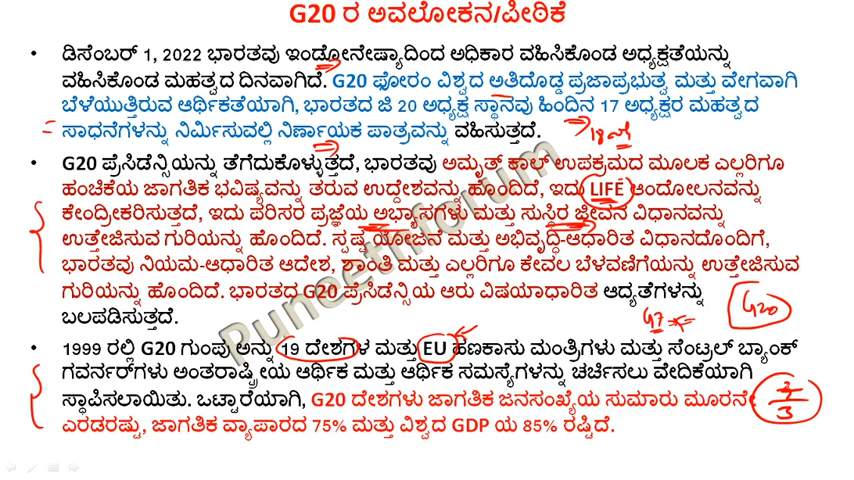 G20 ರ ಅವಲೋಕನ/ಪೀಠಿಕೆ
• ಡಿಸೆಂಬರ್ 1, 2022 ಭಾರತವು ಇಂಡೋನೇಷ್ಯಾದಿಂದ ಅಧಿಕಾರ ವಹಿಸಿಕೊಂಡ ಅಧ್ಯಕ್ಷತೆಯನ್ನು
ವಹಿಸಿಕೊಂಡ ಮಹತ್ವದ ದಿನವಾಗಿದೆ. G20 ಫೋರಂ ವಿಶ್ವದ ಅತಿದೊಡ್ಡ ಪ್ರಜಾಪ್ರಭುತ್ವ ಮತ್ತು ವೇಗವಾಗಿ
ಬೆಳೆಯುತ್ತಿರುವ ಆರ್ಥಿಕತೆಯಾಗಿ, ಭಾರತದ ಜಿ 20 ಅಧ್ಯಕ್ಷ ಸ್ಥಾನವು ಹಿಂದಿನ 17 ಅಧ್ಯಕ್ಷರ ಮಹತ್ವದ
ಸಾಧನೆಗಳನ್ನು ನಿರ್ಮಿಸುವಲ್ಲಿ ನಿರ್ಣಾಯಕ ಪಾತ್ರವನ್ನು ವಹಿಸುತ್ತದೆ.
18th
• G20 ಪ್ರೆಸಿಡೆನ್ಸಿಯನ್ನು ತೆಗೆದುಕೊಳ್ಳುತ್ತದೆ, ಭಾರತವು ಅಮೃತ್ ಕಾಲ್ ಉಪಕ್ರಮದ ಮೂಲಕ ಎಲ್ಲರಿಗೂ
ಹಂಚಿಕೆಯ ಜಾಗತಿಕ ಭವಿಷ್ಯವನ್ನು ತರುವ ಉದ್ದೇಶವನ್ನು ಹೊಂದಿದೆ, ಇದು LIFE ಆಂದೋಲನವನ್ನು
ಕೇಂದ್ರೀಕರಿಸುತ್ತದೆ, ಇದು ಪರಿಸರ ಪ್ರಜ್ಞೆಯ ಅಭ್ಯಾಸಗಳು ಮತ್ತು ಸುಸ್ಥಿರ ಜೀವನ ವಿಧಾನವನ್ನು
ಉತ್ತೇಜಿಸುವ ಗುರಿಯನ್ನು ಹೊಂದಿದೆ. ಸ್ಪಷ್ಟ ಯೋಜನೆ ಮತ್ತು ಅಭಿವೃದ್ಧಿ-ಆಧಾರಿತ ವಿಧಾನದೊಂದಿಗೆ,
ಭಾರತವು ನಿಯಮ-ಆಧಾರಿತ ಆದೇಶ, ಶಾಂತಿ ಮತ್ತು ಎಲ್ಲರಿಗೂ ಕೇವಲ ಬೆಳವಣಿಗೆಯನ್ನು ಉತ್ತೇಜಿಸುವ
ಗುರಿಯನ್ನು ಹೊಂದಿದೆ. ಭಾರತದ G20 ಪ್ರೆಸಿಡೆನ್ಸಿಯ ಆರು ವಿಷಯಾಧಾರಿತ ಆದ್ಯತೆಗಳನ್ನು
ಬಲಪಡಿಸುತ್ತದೆ.
G7
G20
• 1999 ರಲ್ಲಿ G20 ಗುಂಪು ಅನ್ನು 19 ದೇಶಗಳ ಮತ್ತು EU ಹಣಕಾಸು ಮಂತ್ರಿಗಳು ಮತ್ತು ಸೆಂಟ್ರಲ್ ಬ್ಯಾಂಕ್
ಗವರ್ನರ್‌ಗಳು ಅಂತರಾಷ್ಟ್ರೀಯ ಆರ್ಥಿಕ ಮತ್ತು ಆರ್ಥಿಕ ಸಮಸ್ಯೆಗಳನ್ನು ಚರ್ಚಿಸಲು ವೇದಿಕೆಯಾಗಿ
ಸ್ಥಾಪಿಸಲಾಯಿತು. ಒಟ್ಟಾರೆಯಾಗಿ, G20 ದೇಶಗಳು ಜಾಗತಿಕ ಜನಸಂಖ್ಯೆಯ ಸುಮಾರು ಮೂರನೇ
ಎರಡರಷ್ಟು, ಜಾಗತಿಕ ವ್ಯಾಪಾರದ 75% ಮತ್ತು ವಿಶ್ವದ GDP ಯ 85% ರಷ್ಟಿದೆ.
Puneethforum